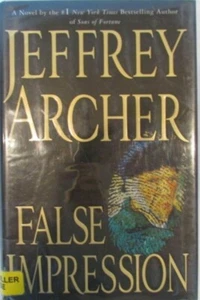 A Novel by the #1 New York Times Bestselling Author
of Sons of Fortune
JEFFREY
ARCHER
FALSE
IMPRESSION